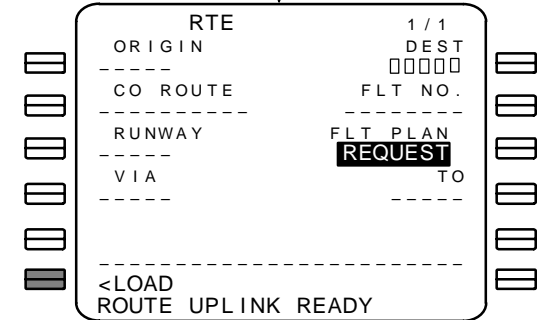 RTE 1/1
ORIGIN DEST
----- □□□□□
CO ROUTE FLT NO.
---------- --------
RUNWAY FLT PLAN
----- REQUEST
VIA TO
----- -----
------------------------
<LOAD
ROUTE UPLINK READY